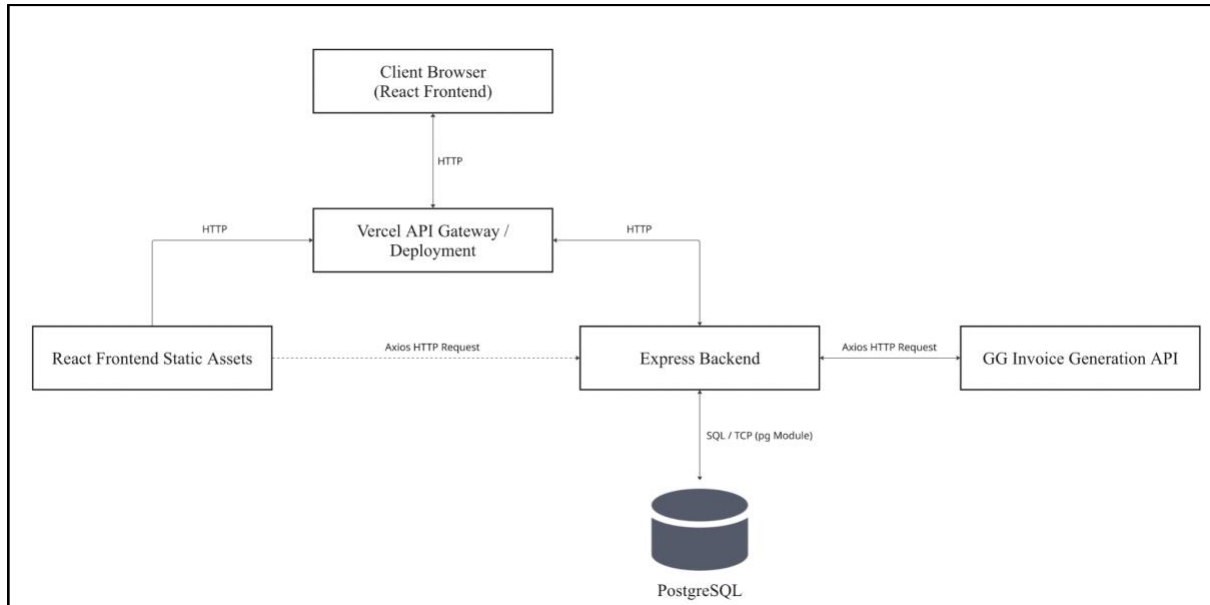 Client Browser
(React Frontend)
HTTP
Vercel API Gateway /
Deployment
HTTP
HTTP
React Frontend Static Assets
Axios HTTP Request
Express Backend
Axios HTTP Request
GG Invoice Generation API
SQL / TCP (pg Module)
PostgreSQL